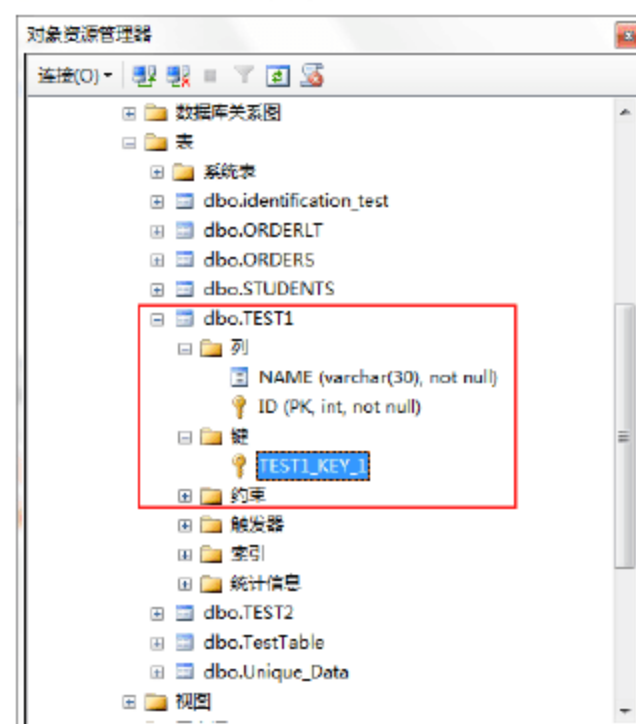 对象资源管理器
连接(O)
数据库关系图
表
系统表
dbo.identification_test
dbo.ORDERLT
dbo.ORDERS
dbo.STUDENTS
dbo.TEST1
列
NAME (varchar(30), not null)
ID (PK, int, not null)
键
TEST1_KEY_1
约束
触发器
索引
统计信息
dbo.TEST2
dbo.TestTable
dbo.Unique_Data
视图